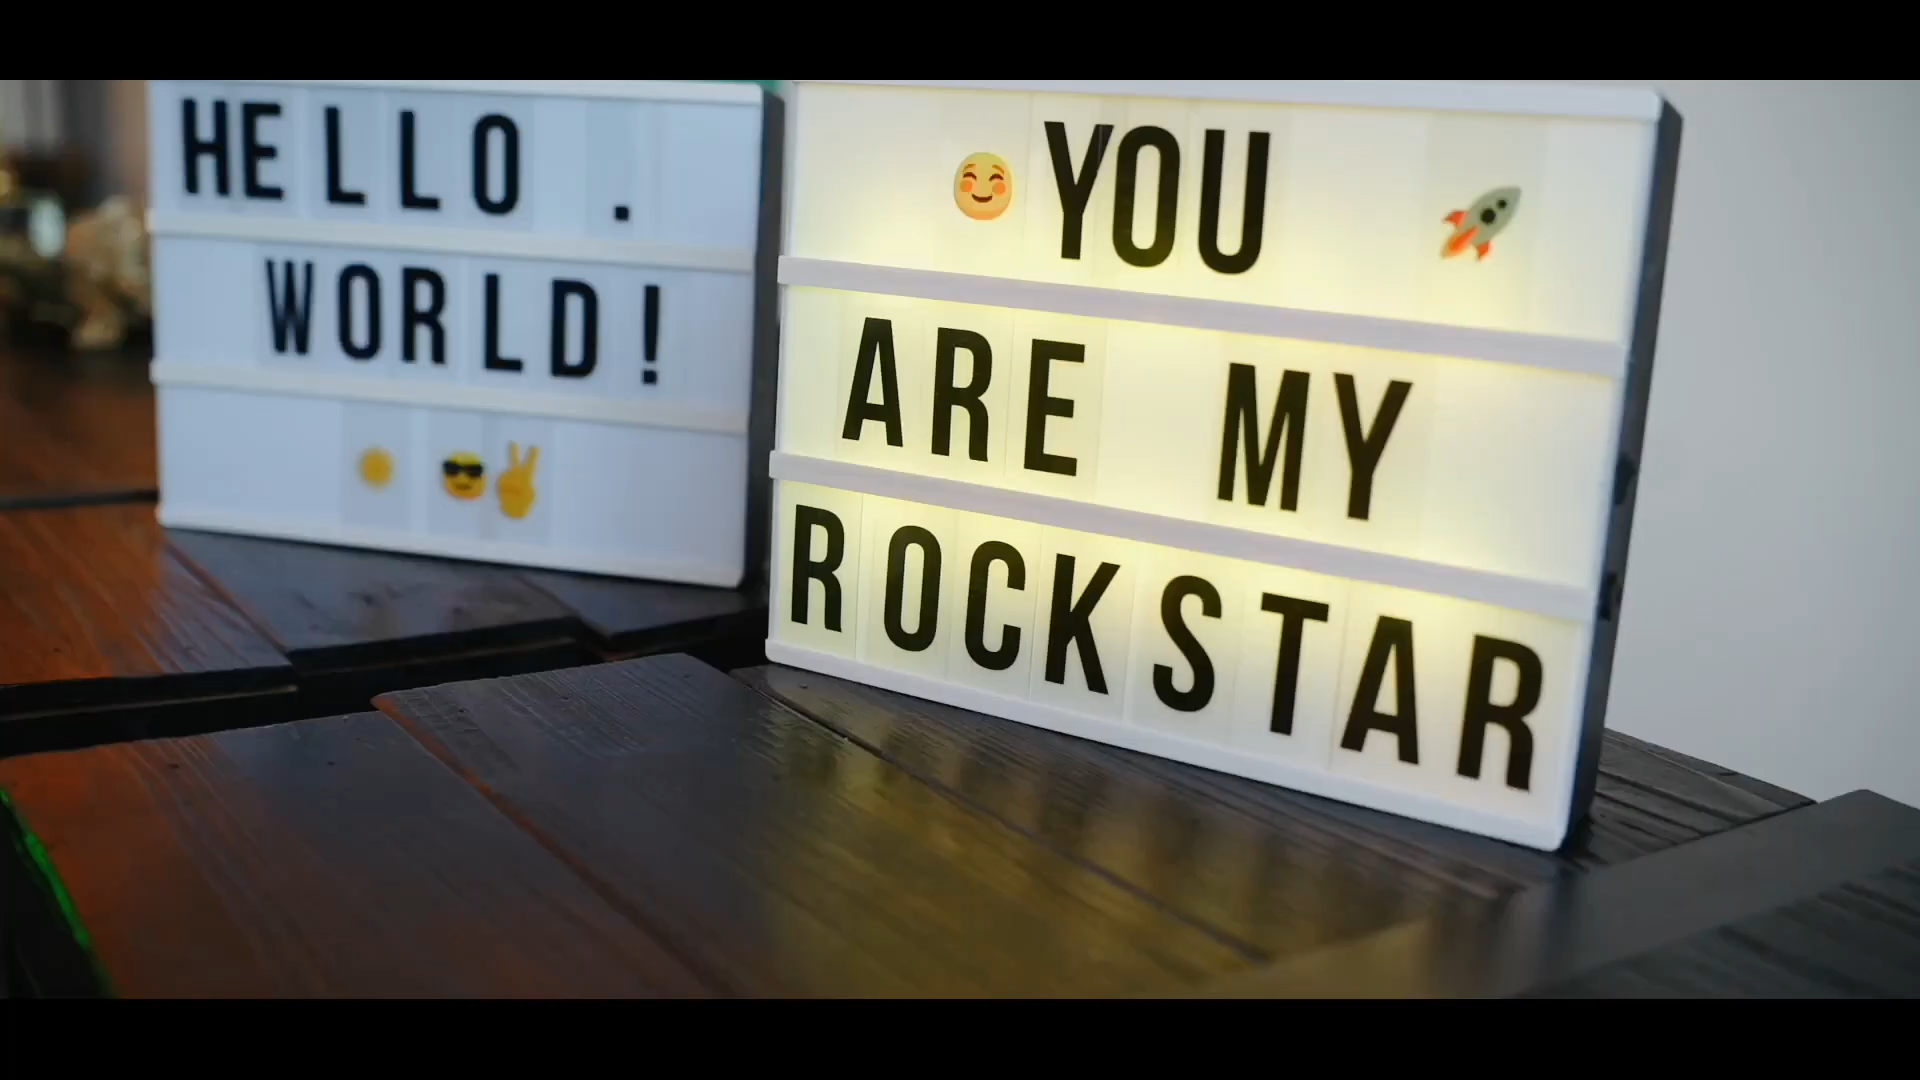 HELLO .
WORLD!
☀😎✌
☺ YOU 🚀
ARE MY
ROCKSTAR